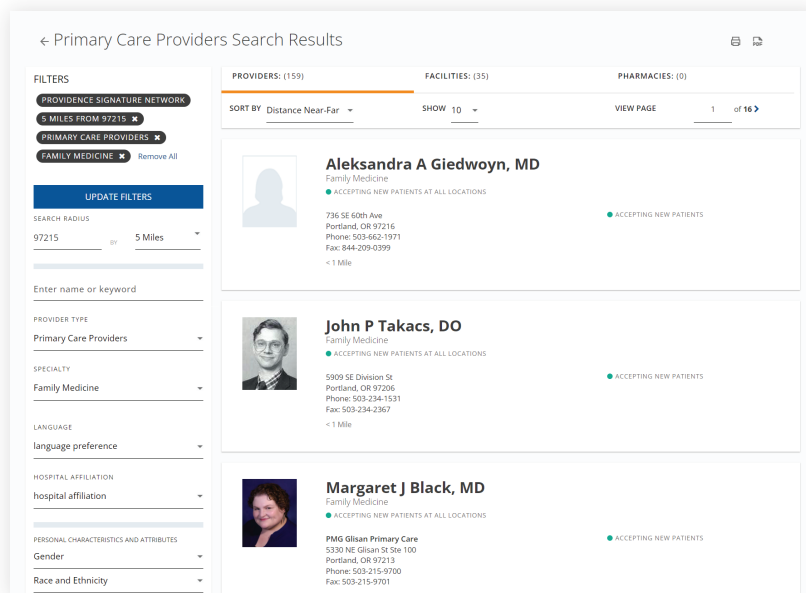 ← Primary Care Providers Search Results
PDF
FILTERS
PROVIDENCE SIGNATURE NETWORK
5 MILES FROM 97215 ✖
PRIMARY CARE PROVIDERS ✖
FAMILY MEDICINE ✖ Remove All
UPDATE FILTERS
SEARCH RADIUS
97215 BY 5 Miles
Enter name or keyword
PROVIDER TYPE
Primary Care Providers
SPECIALTY
Family Medicine
LANGUAGE
language preference
HOSPITAL AFFILIATION
hospital affiliation
PERSONAL CHARACTERISTICS AND ATTRIBUTES
Gender
Race and Ethnicity
PROVIDERS: (159) FACILITIES: (35) PHARMACIES: (0)
SORT BY Distance Near-Far SHOW 10 VIEW PAGE 1 of 16
Aleksandra A Giedwoyn, MD
Family Medicine
ACCEPTING NEW PATIENTS AT ALL LOCATIONS
736 SE 60th Ave
Portland, OR 97216
Phone: 503-662-1971
Fax: 844-209-0399
< 1 Mile
ACCEPTING NEW PATIENTS
John P Takacs, DO
Family Medicine
ACCEPTING NEW PATIENTS AT ALL LOCATIONS
5909 SE Division St
Portland, OR 97206
Phone: 503-234-1531
Fax: 503-234-2367
< 1 Mile
ACCEPTING NEW PATIENTS
Margaret J Black, MD
Family Medicine
ACCEPTING NEW PATIENTS AT ALL LOCATIONS
PMG Glisan Primary Care
5330 NE Glisan St Ste 100
Portland, OR 97213
Phone: 503-215-9700
Fax: 503-215-9701
ACCEPTING NEW PATIENTS